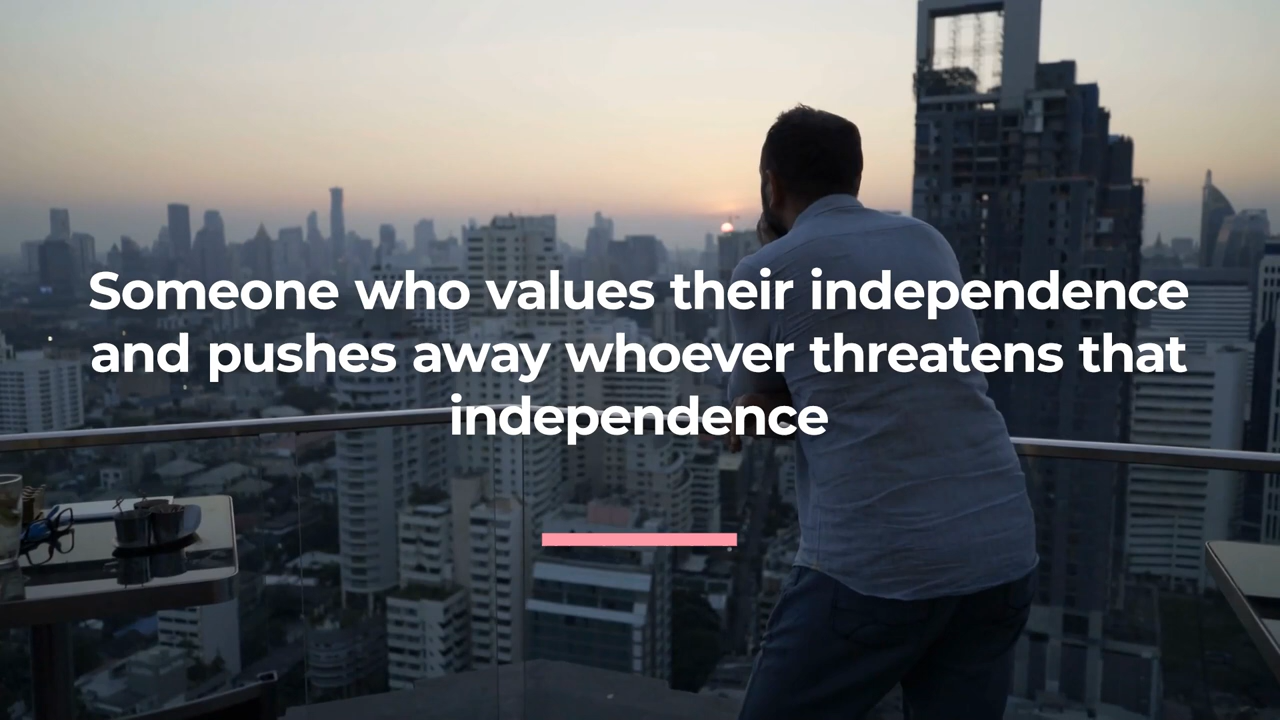 Someone who values their independence
and pushes away whoever threatens that
independence